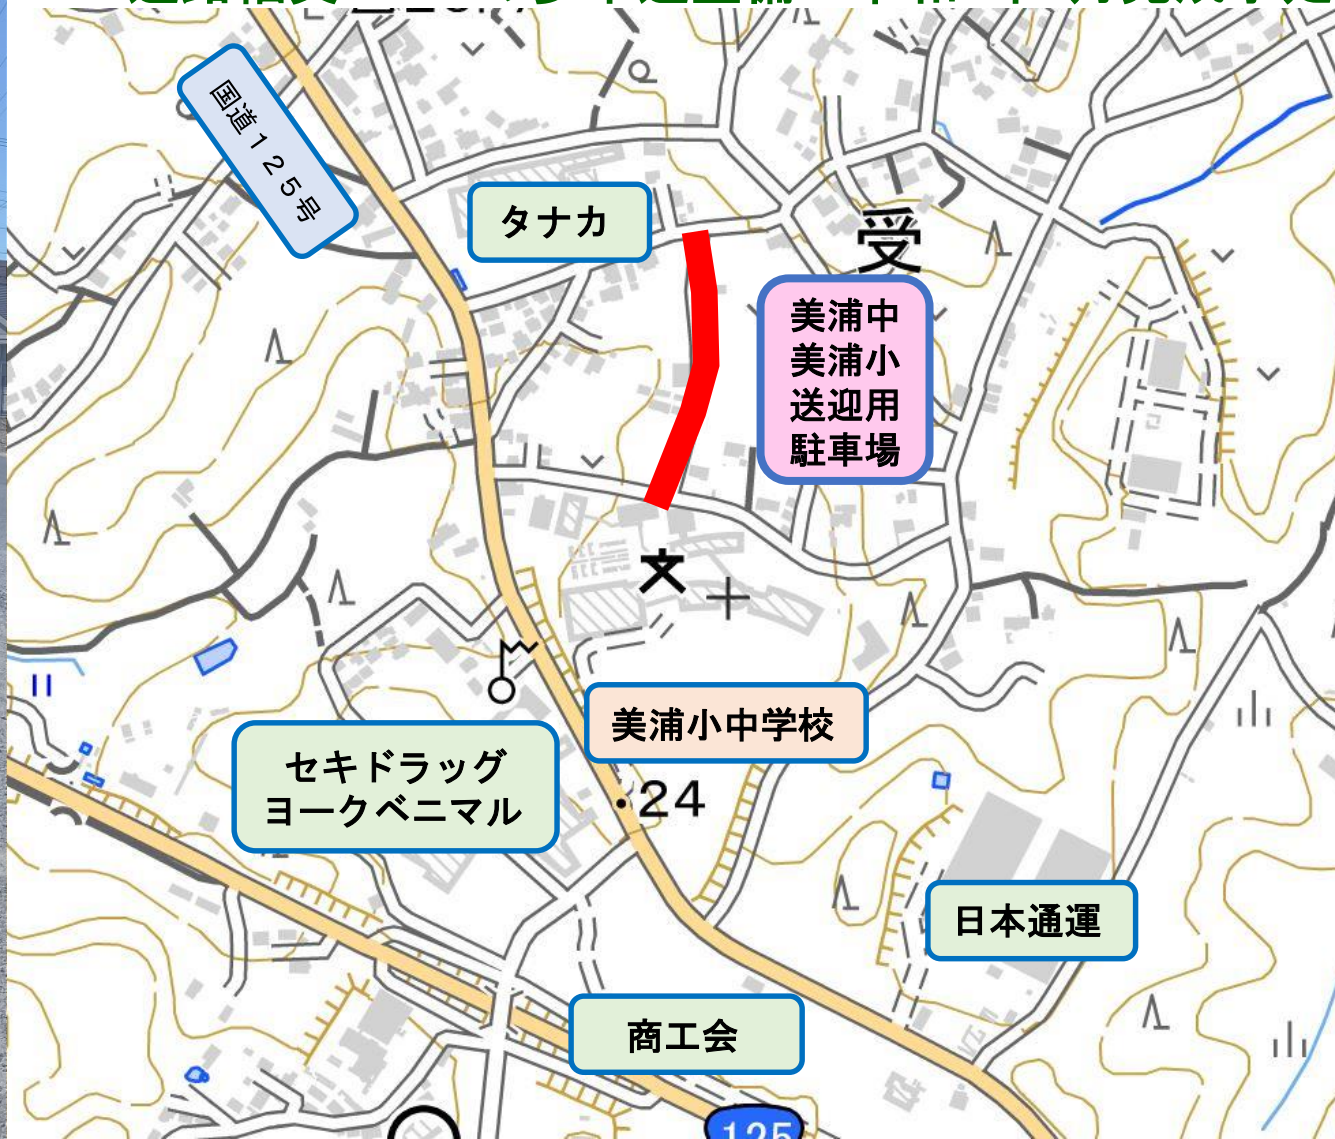 国道１２５号
タナカ
受
美浦中
美浦小
送迎用
駐車場
美浦小中学校
セキドラッグ
ヨークベニマル
24
日本通運
商工会
125